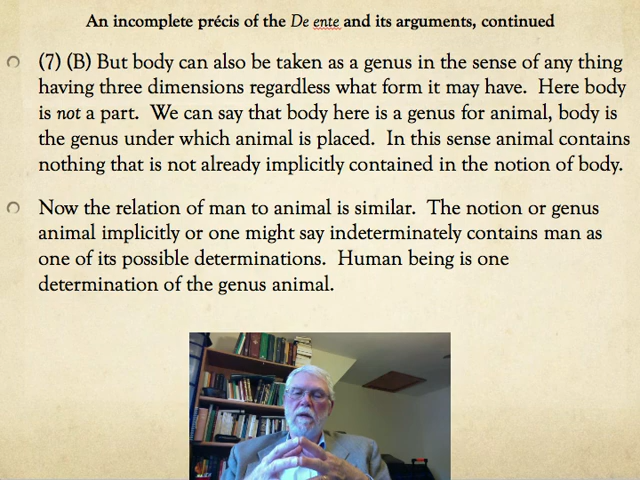 An incomplete précis of the De ente and its arguments, continued
(7) (B) But body can also be taken as a genus in the sense of any thing
having three dimensions regardless what form it may have. Here body
is not a part. We can say that body here is a genus for animal, body is
the genus under which animal is placed. In this sense animal contains
nothing that is not already implicitly contained in the notion of body.
Now the relation of man to animal is similar. The notion or genus
animal implicitly or one might say indeterminately contains man as
one of its possible determinations. Human being is one
determination of the genus animal.